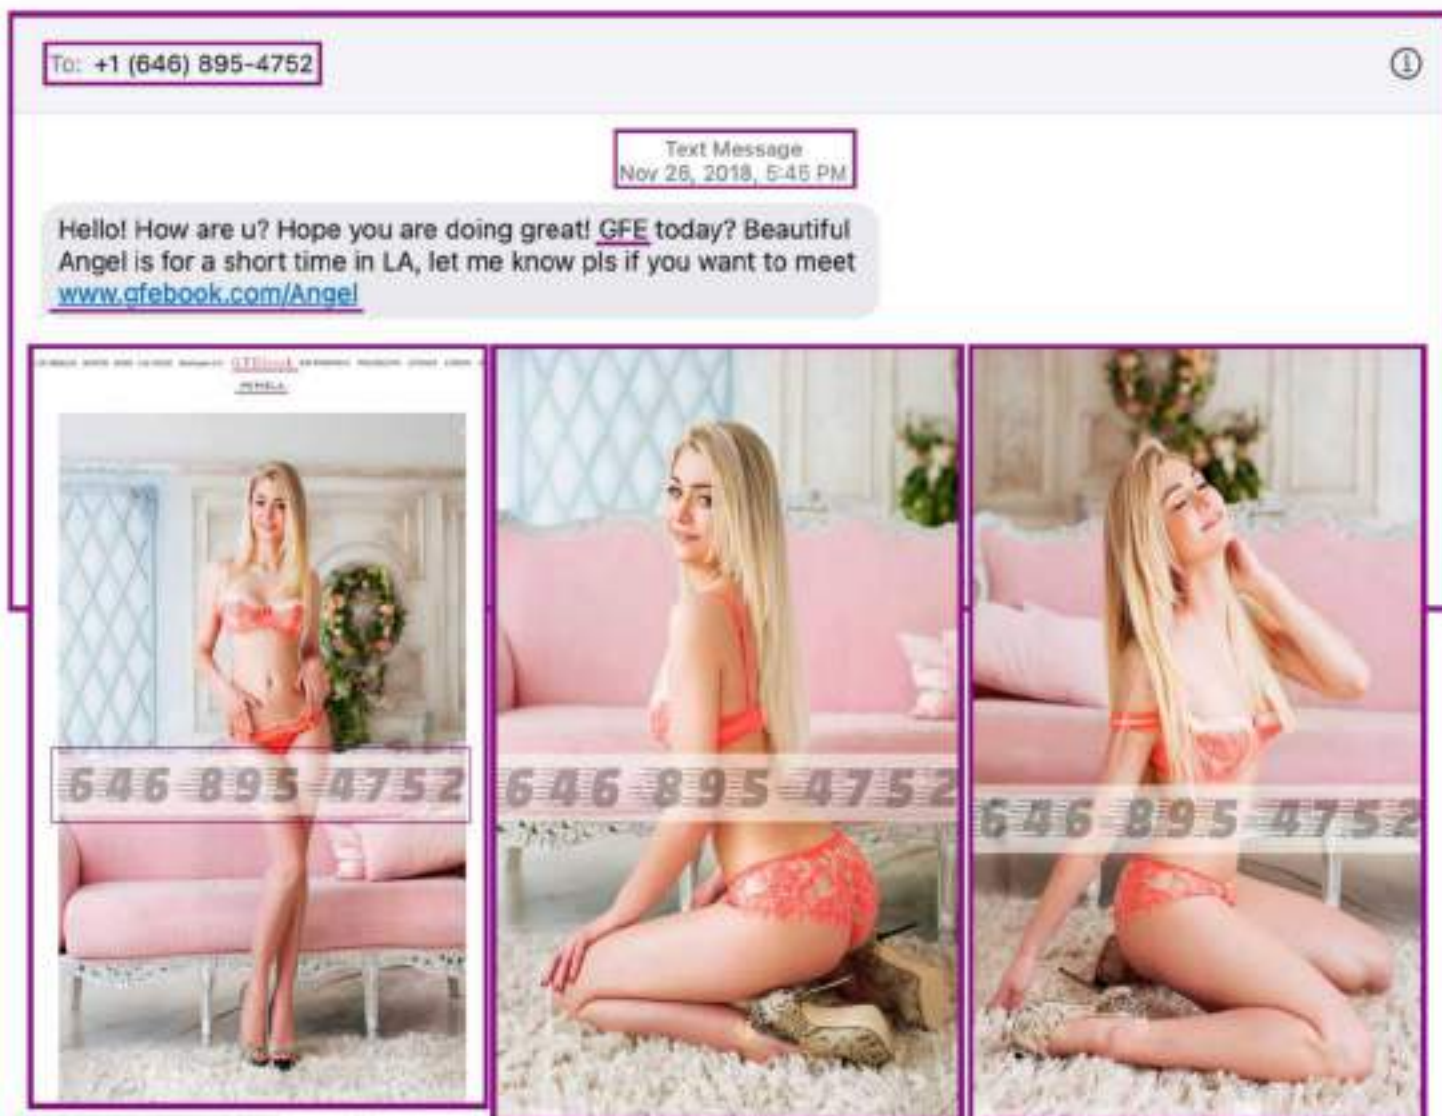 To: +1 (646) 895-4752
Text Message
Nov 26, 2018, 5:45 PM
Hello! How are u? Hope you are doing great! GFE today? Beautiful
Angel is for a short time in LA, let me know pls if you want to meet
www.gfebook.com/Angel
GFEbook
646 895 4752
646 895 4752
646 895 4752